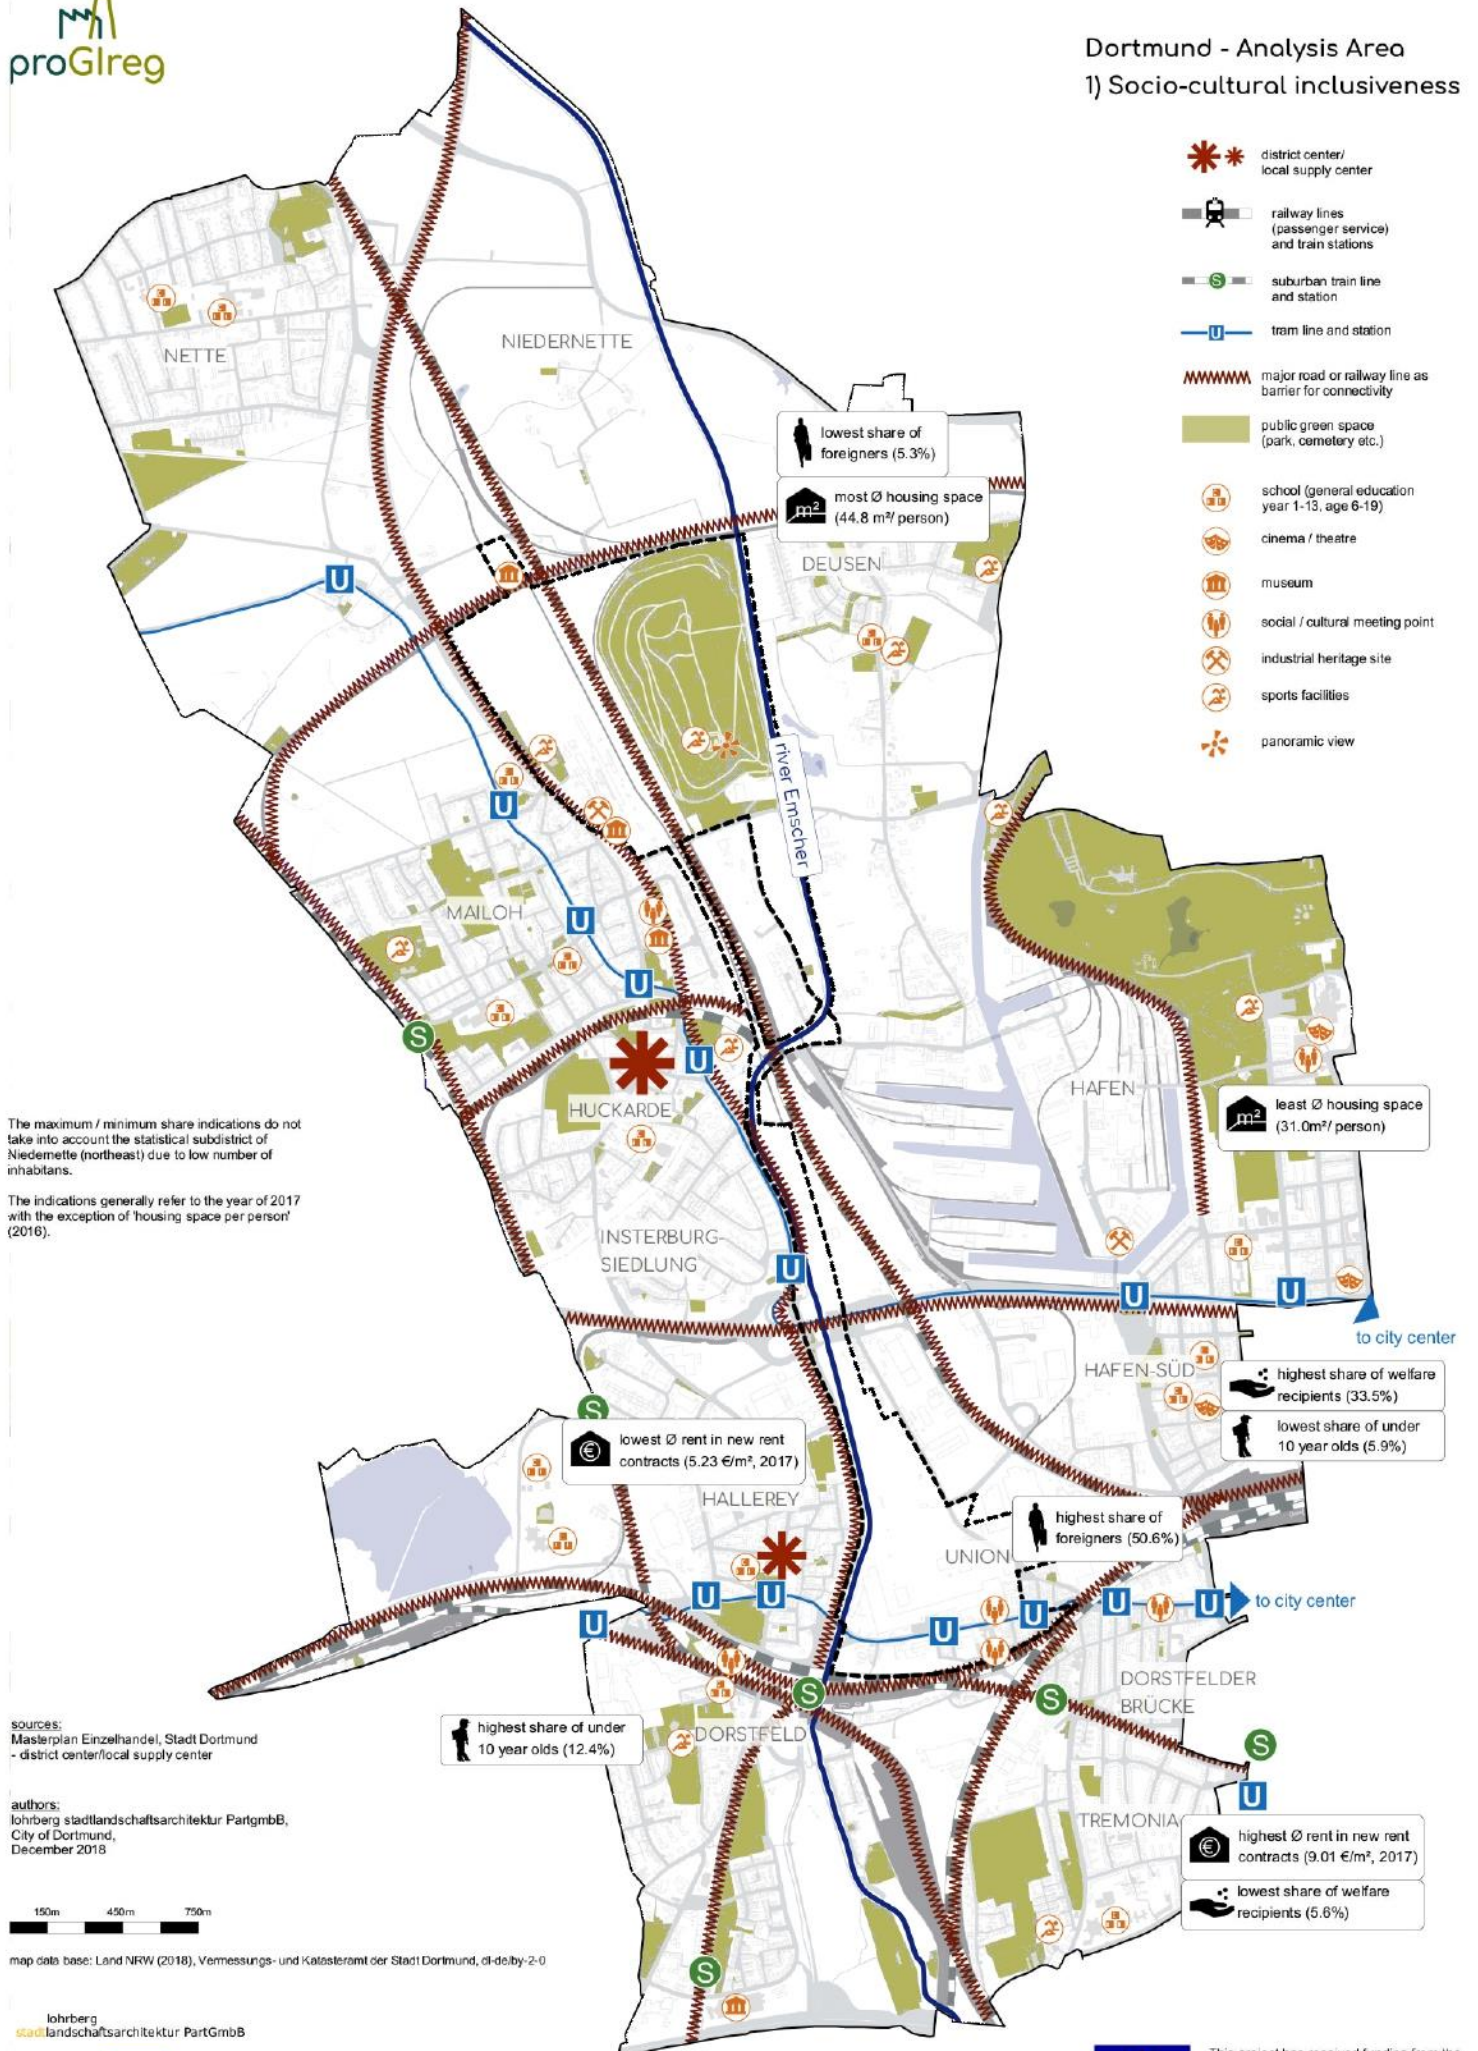 proGIreg
Dortmund - Analysis Area
1) Socio-cultural inclusiveness
district center/
local supply center
railway lines
(passenger service)
and train stations
S
suburban train line
and station
U
tram line and station
major road or railway line as
barrier for connectivity
public green space
(park, cemetery etc.)
school (general education
year 1-13, age 6-19)
cinema / theatre
museum
social / cultural meeting point
industrial heritage site
sports facilities
panoramic view
NETTE
NIEDERNETTE
lowest share of
foreigners (5.3%)
m²
most Ø housing space
(44.8 m²/ person)
DEUSEN
U
river Emscher
U
MAILOH
U
U
S
U
HUCKARDE
HAFEN
m²
least Ø housing space
(31.0m²/ person)
The maximum / minimum share indications do not
take into account the statistical subdistrict of
Niedernette (northeast) due to low number of
inhabitans.
The indications generally refer to the year of 2017
with the exception of 'housing space per person'
(2016).
INSTERBURG-
SIEDLUNG
U
U
U
to city center
HAFEN-SÜD
highest share of welfare
recipients (33.5%)
lowest share of under
10 year olds (5.9%)
S
€
lowest Ø rent in new rent
contracts (5.23 €/m², 2017)
HALLEREY
highest share of
foreigners (50.6%)
UNION
U
U
U
U
U
U
U
to city center
S
S
DORSTFELDER
BRÜCKE
highest share of under
10 year olds (12.4%)
DORSTFELD
S
U
TREMONIA
€
highest Ø rent in new rent
contracts (9.01 €/m², 2017)
lowest share of welfare
recipients (5.6%)
S
sources:
Masterplan Einzelhandel, Stadt Dortmund
- district center/local supply center
authors:
lohrberg stadtlandschaftsarchitektur PartgmbB,
City of Dortmund,
December 2018
150m 450m 750m
map data base: Land NRW (2018), Vermessungs- und Katasteramt der Stadt Dortmund, dl-de/by-2-0
lohrberg
stadtlandschaftsarchitektur PartGmbB
This project has received funding from the